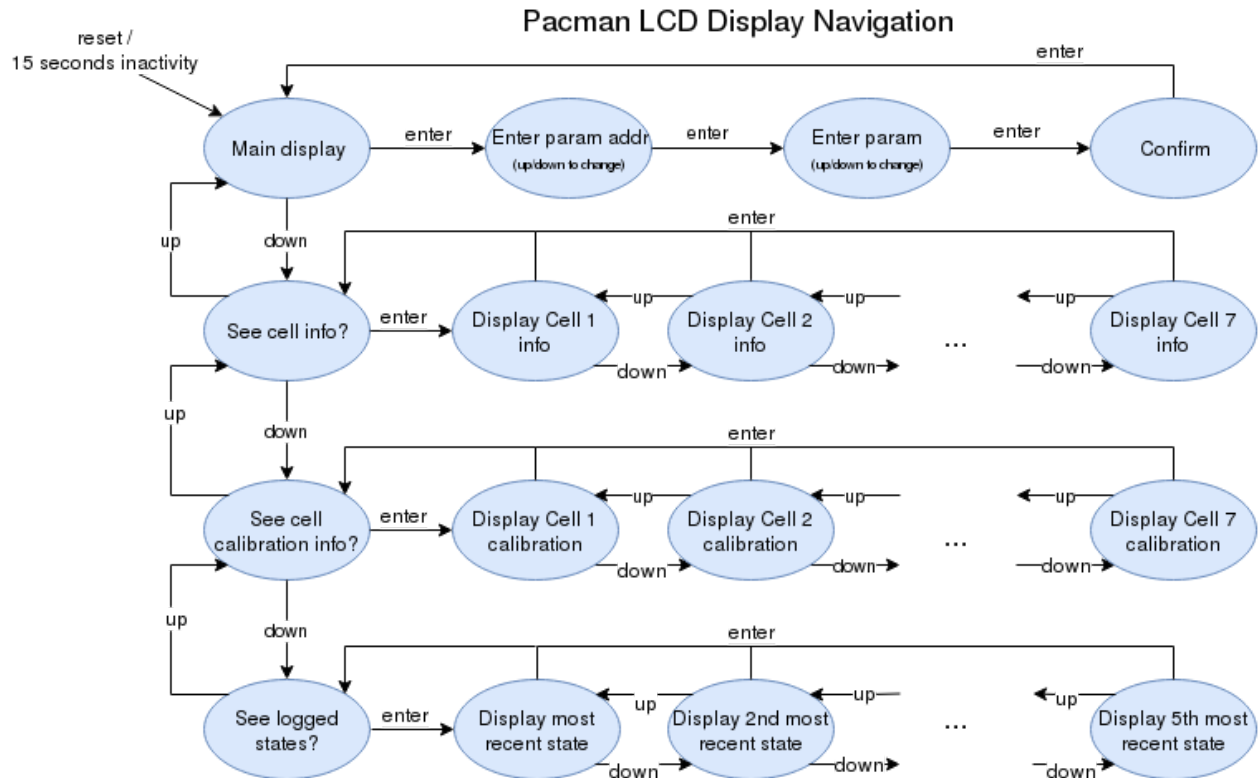 Pacman LCD Display Navigation
reset /
15 seconds inactivity
enter
Main display
enter
Enter param addr
(up/down to change)
enter
Enter param
(up/down to change)
enter
Confirm
up
down
enter
See cell info?
enter
Display Cell 1
info
up
down
Display Cell 2
info
up
down
...
up
down
Display Cell 7
info
up
down
enter
See cell
calibration info?
enter
Display Cell 1
calibration
up
down
Display Cell 2
calibration
up
down
...
up
down
Display Cell 7
calibration
up
down
enter
See logged
states?
enter
Display most
recent state
up
down
Display 2nd most
recent state
up
down
...
up
down
Display 5th most
recent state